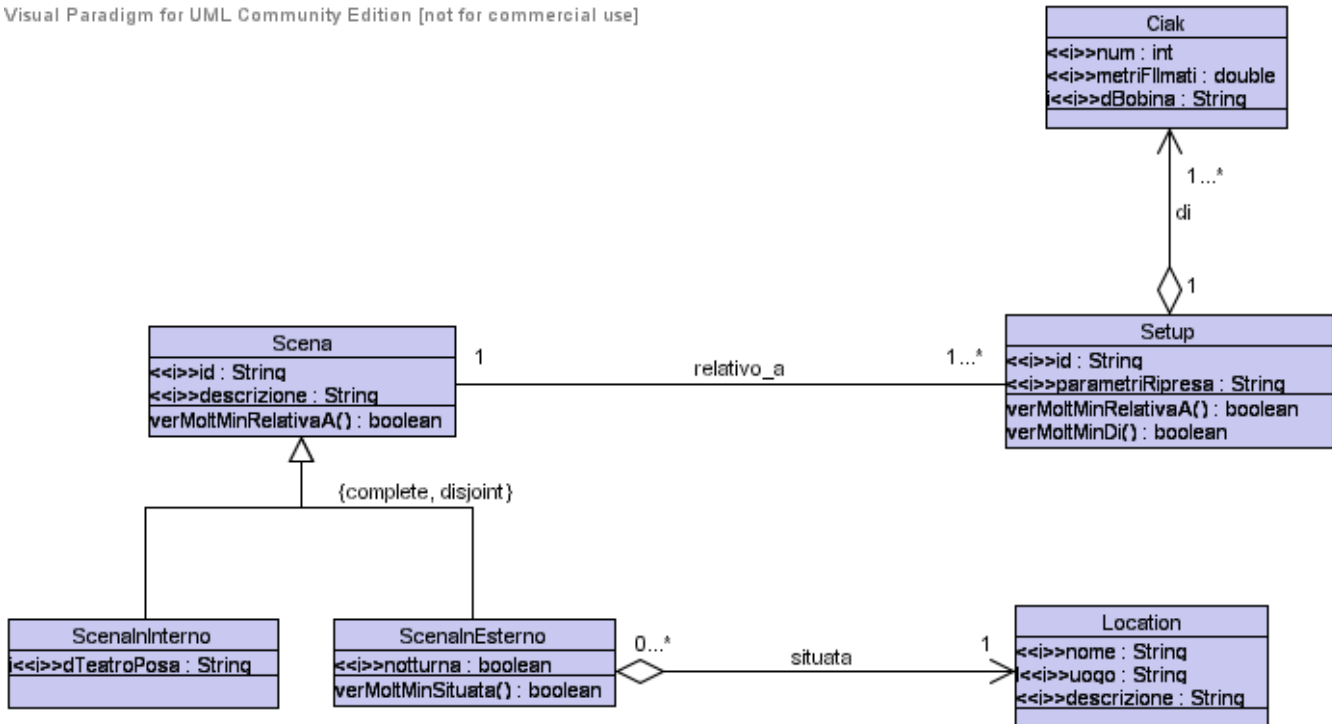 Visual Paradigm for UML Community Edition [not for commercial use]
Ciak
<<i>>num : int
<<i>>metriFIlmati : double
i<<i>>dBobina : String
1...*
di
1
Setup
<<i>>id : String
<<i>>parametriRipresa : String
verMoltMinRelativaA() : boolean
verMoltMinDi() : boolean
Scena
<<i>>id : String
<<i>>descrizione : String
verMoltMinRelativaA() : boolean
1
relativo_a
1...*
{complete, disjoint}
ScenaInInterno
i<<i>>dTeatroPosa : String
ScenaInEsterno
<<i>>notturna : boolean
verMoltMinSituata() : boolean
0...*
situata
1
Location
<<i>>nome : String
l<<i>>uogo : String
<<i>>descrizione : String